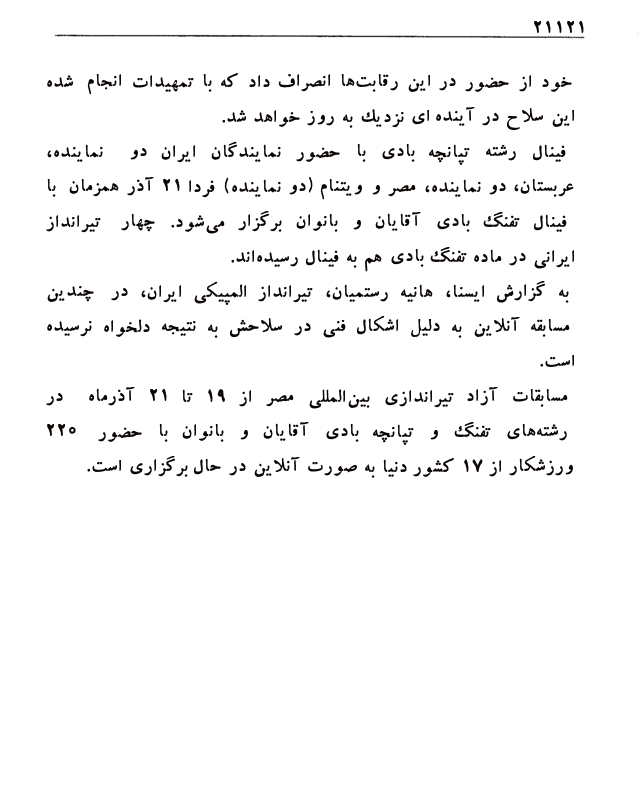 ۲۱۱۲۱
خود از حضور در این رقابت‌ها انصراف داد که با تمهیدات انجام شده
این سلاح در آینده ای نزدیک به روز خواهد شد.
فینال رشته تپانچه بادی با حضور نمایندگان ایران دو نماینده،
عربستان، دو نماینده، مصر و ویتنام (دو نماینده) فردا ۲۱ آذر همزمان با
فینال تفنگ بادی آقایان و بانوان برگزار می‌شود. چهار تیرانداز
ایرانی در ماده تفنگ بادی هم به فینال رسیده‌اند.
به گزارش ایسنا، هانیه رستمیان، تیرانداز المپیکی ایران، در چندین
مسابقه آنلاین به دلیل اشکال فنی در سلاحش به نتیجه دلخواه نرسیده
است.
مسابقات آزاد تیراندازی بین‌المللی مصر از ۱۹ تا ۲۱ آذرماه در
رشته‌های تفنگ و تپانچه بادی آقایان و بانوان با حضور ۲۲۵
ورزشکار از ۱۷ کشور دنیا به صورت آنلاین در حال برگزاری است.